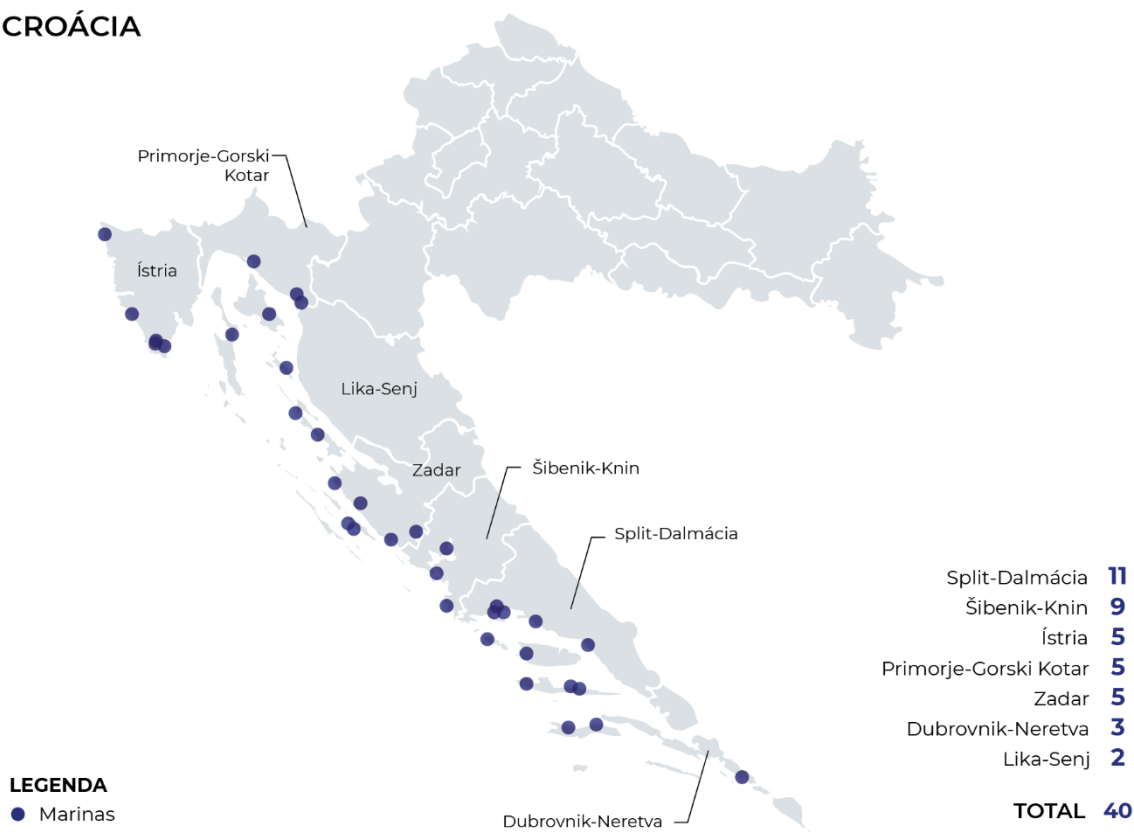 CROÁCIA
Primorje-Gorski
Kotar
Ístria
Lika-Senj
Zadar
Šibenik-Knin
Split-Dalmácia
Dubrovnik-Neretva
Split-Dalmácia 11
Šibenik-Knin 9
Ístria 5
Primorje-Gorski Kotar 5
Zadar 5
Dubrovnik-Neretva 3
Lika-Senj 2
TOTAL 40
LEGENDA
Marinas